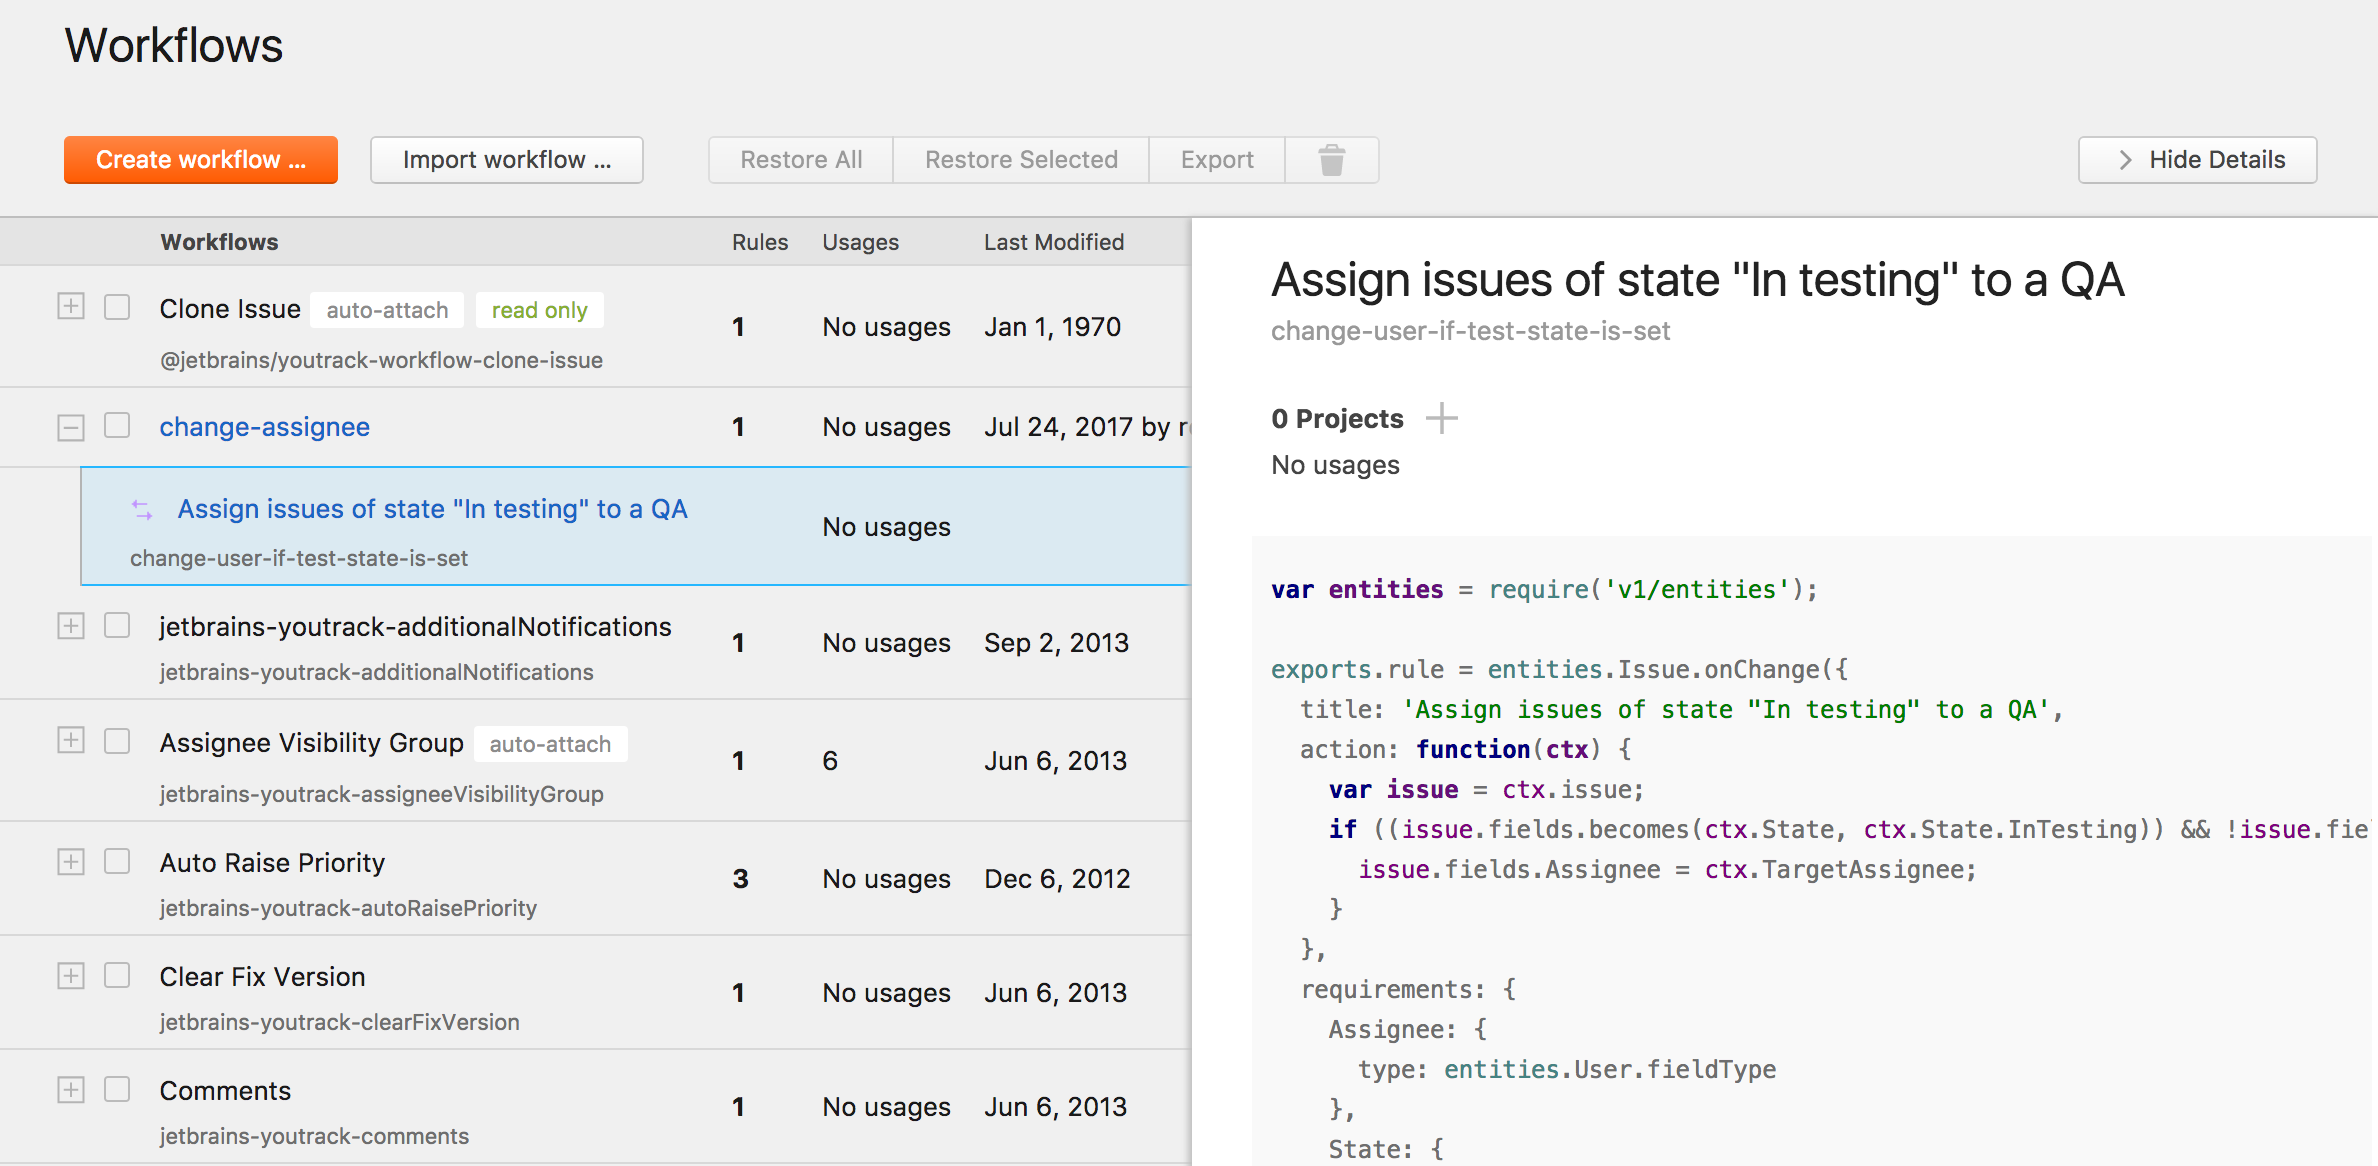 Workflows
Create workflow ...
Import workflow ...
Restore All
Restore Selected
Export
Hide Details
Workflows Rules Usages Last Modified
Clone Issue auto-attach read only
@jetbrains/youtrack-workflow-clone-issue
1 No usages Jan 1, 1970
change-assignee 1 No usages Jul 24, 2017 by
Assign issues of state "In testing" to a QA
change-user-if-test-state-is-set
No usages
jetbrains-youtrack-additionalNotifications
jetbrains-youtrack-additionalNotifications
1 No usages Sep 2, 2013
Assignee Visibility Group auto-attach
jetbrains-youtrack-assigneeVisibilityGroup
1 6 Jun 6, 2013
Auto Raise Priority
jetbrains-youtrack-autoRaisePriority
3 No usages Dec 6, 2012
Clear Fix Version
jetbrains-youtrack-clearFixVersion
1 No usages Jun 6, 2013
Comments
jetbrains-youtrack-comments
1 No usages Jun 6, 2013
Assign issues of state "In testing" to a QA
change-user-if-test-state-is-set
0 Projects
No usages
var entities = require('v1/entities');
exports.rule = entities.Issue.onChange({
title: 'Assign issues of state "In testing" to a QA',
action: function(ctx) {
var issue = ctx.issue;
if ((issue.fields.becomes(ctx.State, ctx.State.InTesting)) && !issue.fie
issue.fields.Assignee = ctx.TargetAssignee;
}
},
requirements: {
Assignee: {
type: entities.User.fieldType
},
State: {